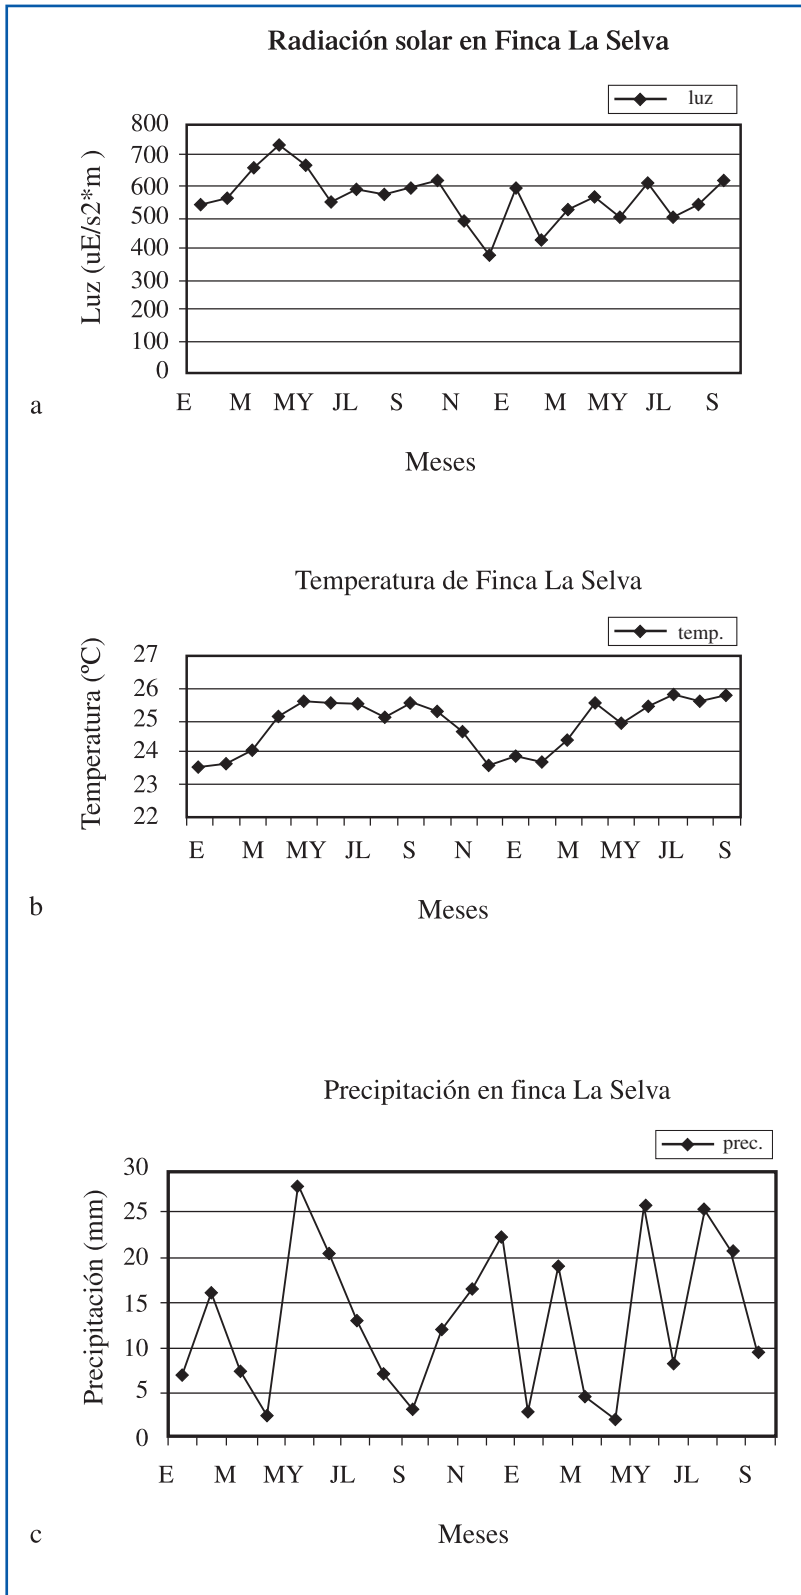 Radiación solar en Finca La Selva
luz
800
700
600
500
400
300
200
100
0
Luz (uE/s2*m )
E M MY JL S N E M MY JL S
a
Meses
Temperatura de Finca La Selva
temp.
27
26
25
24
23
22
Temperatura (ºC)
E M MY JL S N E M MY JL S
b
Meses
Precipitación en finca La Selva
prec.
30
25
20
15
10
5
0
Precipitación (mm)
E M MY JL S N E M MY JL S
c
Meses